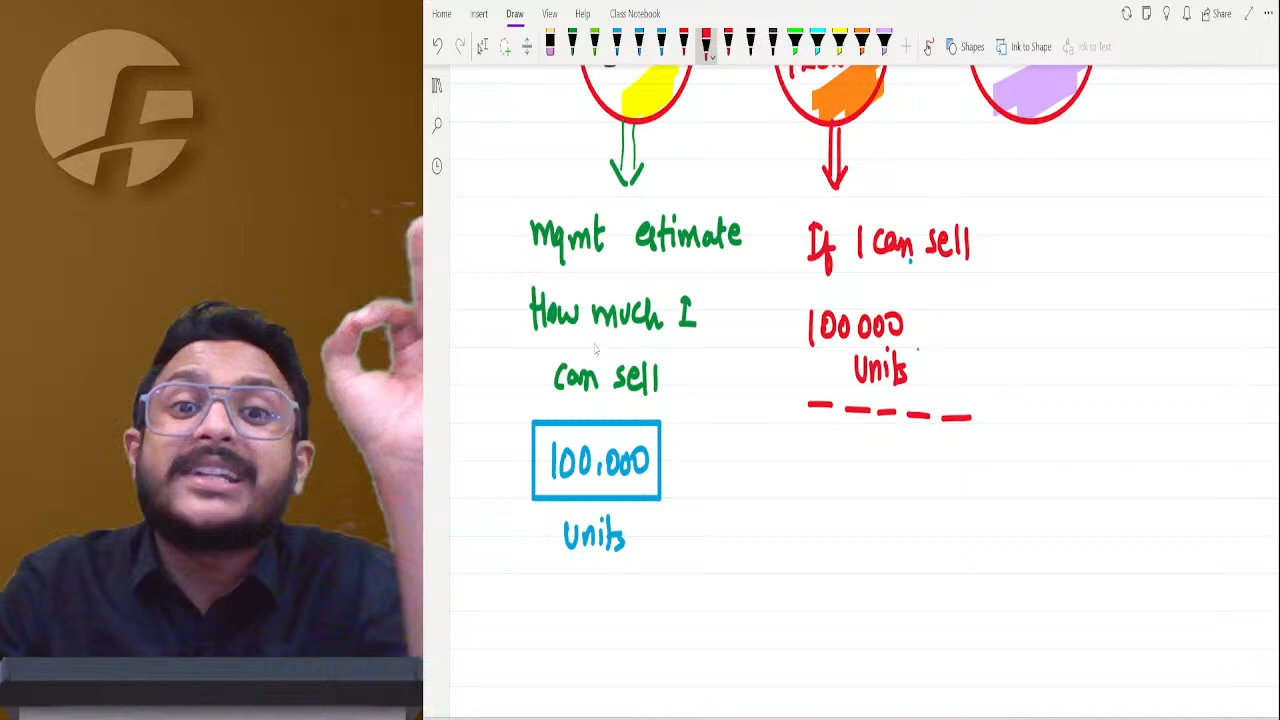 Home Insert Draw View Help Class Notebook Share
Shapes Ink to Shape Ink to Text
Mgmt estimate
How much I
can sell
100,000
Units
If I can sell
100000
Units